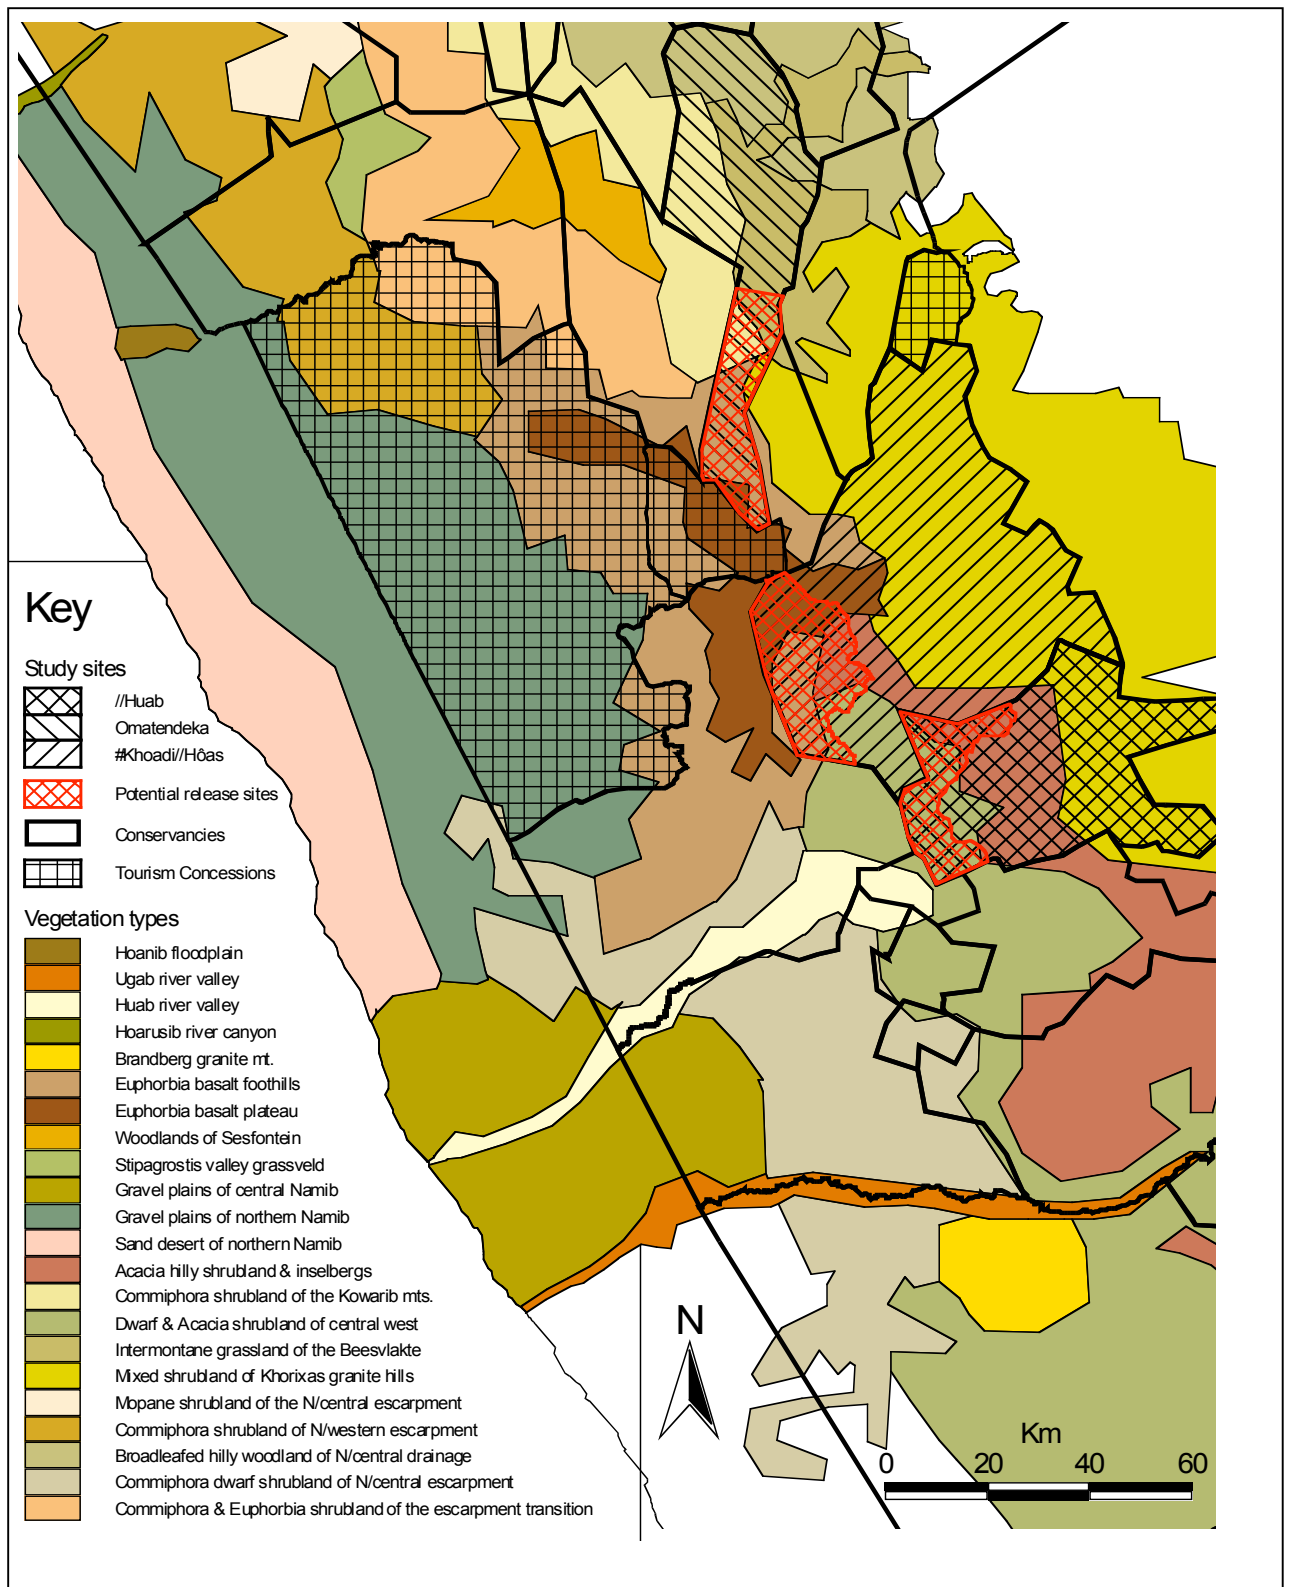 Key
Study sites
//Huab
Omatendeka
#Khoadi//Hôas
Potential release sites
Conservancies
Tourism Concessions
Vegetation types
Hoanib floodplain
Ugab river valley
Huab river valley
Hoarusib river canyon
Brandberg granite mt.
Euphorbia basalt foothills
Euphorbia basalt plateau
Woodlands of Sesfontein
Stipagrostis valley grassveld
Gravel plains of central Namib
Gravel plains of northern Namib
Sand desert of northern Namib
Acacia hilly shrubland & inselbergs
Commiphora shrubland of the Kowarib mts.
Dwarf & Acacia shrubland of central west
Intermontane grassland of the Beesvlakte
Mixed shrubland of Khorixas granite hills
Mopane shrubland of the N/central escarpment
Commiphora shrubland of N/western escarpment
Broadleafed hilly woodland of N/central drainage
Commiphora dwarf shrubland of N/central escarpment
Commiphora & Euphorbia shrubland of the escarpment transition
N
Km
0 20 40 60